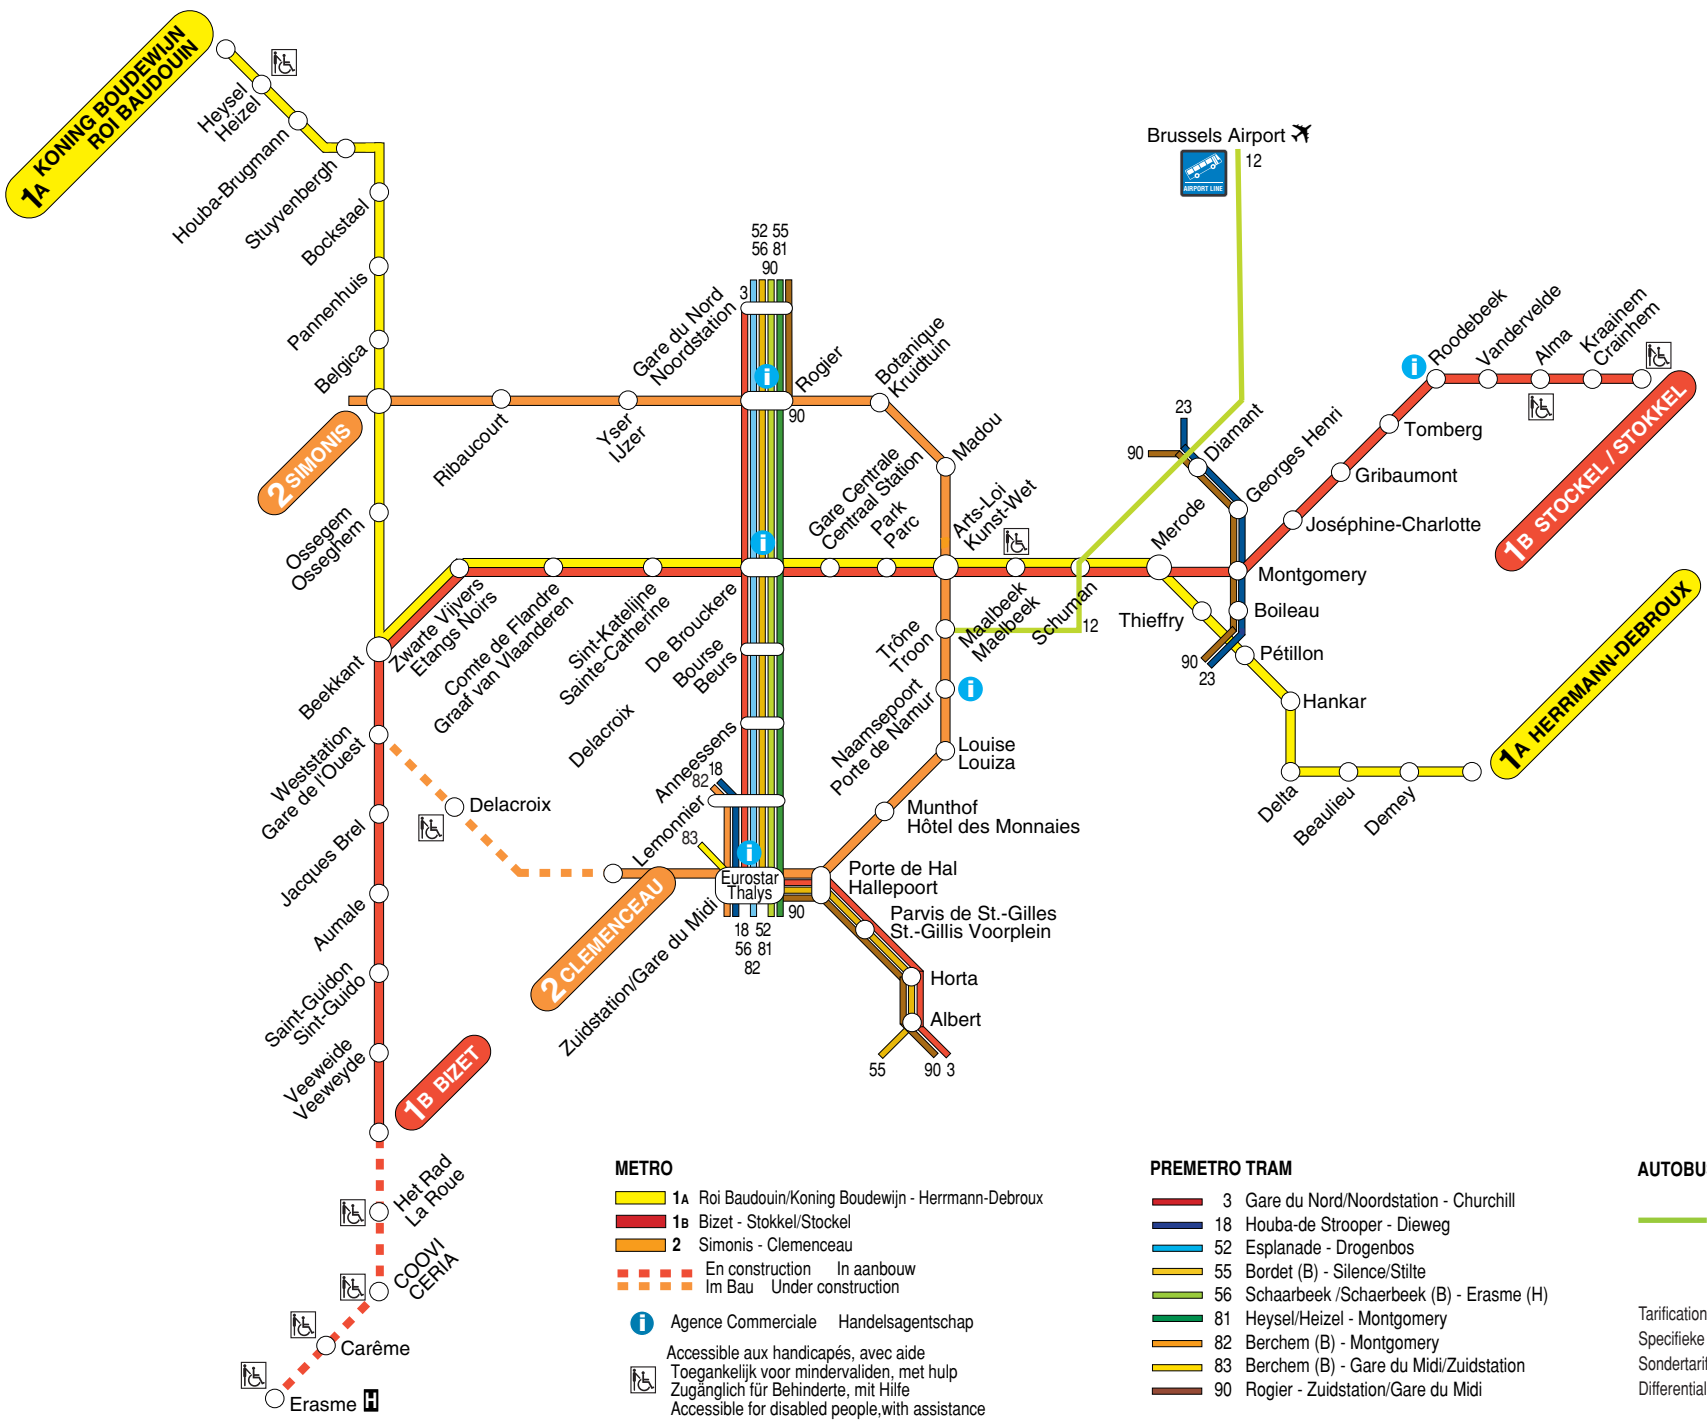 1A KONING BOUDEWIJN
ROI BAUDOUIN
Heysel
Heizel
Houba-Brugmann
Stuyvenbergh
Bockstael
Pannenhuis
Belgica
2 SIMONIS
Ribaucourt
Yser
IJzer
Gare du Nord
Noordstation
52 55
56 81
90
3
Rogier
90
Botanique
Kruidtuin
Madou
Brussels Airport
AIRPORT LINE
12
Ossegem
Osseghem
Zwarte Vijvers
Etangs Noirs
Comte de Flandre
Graaf van Vlaanderen
Sint-Katelijne
Sainte-Catherine
De Brouckere
Gare Centrale
Centraal Station
Park
Parc
Arts-Loi
Kunst-Wet
Maalbeek
Maelbeek
Schuman
12
Merode
23
90
Diamant
Georges Henri
Montgomery
Boileau
Thieffry
90
23
Pétillon
Hankar
Delta
Beaulieu
Demey
1A HERRMANN-DEBROUX
Joséphine-Charlotte
Gribaumont
Tomberg
Roodebeek
Vandervelde
Alma
Kraainem
Crainhem
1B STOCKEL / STOKKEL
Beekkant
Weststation
Gare de l'Ouest
Delacroix
Delacroix
Bourse
Beurs
Anneessens
Lemonnier
18
82
83
Trône
Troon
Naamsepoort
Porte de Namur
Louise
Louiza
Munthof
Hôtel des Monnaies
Porte de Hal
Hallepoort
Eurostar
Thalys
90
18 52
56 81
82
Zuidstation/Gare du Midi
2 CLEMENCEAU
Parvis de St.-Gilles
St.-Gillis Voorplein
Horta
Albert
55
90 3
Jacques Brel
Aumale
Saint-Guidon
Sint-Guido
Veeweide
Veeweyde
1B BIZET
Het Rad
La Roue
COOVI
CERIA
Carême
Erasme H
METRO
1A Roi Baudouin/Koning Boudewijn - Herrmann-Debroux
1B Bizet - Stokkel/Stockel
2 Simonis - Clemenceau
En construction In aanbouw
Im Bau Under construction
i Agence Commerciale Handelsagentschap
Accessible aux handicapés, avec aide
Toegankelijk voor mindervaliden, met hulp
Zugänglich für Behinderte, mit Hilfe
Accessible for disabled people,with assistance
PREMETRO TRAM
3 Gare du Nord/Noordstation - Churchill
18 Houba-de Strooper - Dieweg
52 Esplanade - Drogenbos
55 Bordet (B) - Silence/Stilte
56 Schaarbeek /Schaerbeek (B) - Erasme (H)
81 Heysel/Heizel - Montgomery
82 Berchem (B) - Montgomery
83 Berchem (B) - Gare du Midi/Zuidstation
90 Rogier - Zuidstation/Gare du Midi
AUTOBU
Tarification
Specifieke
Sondertarif
Differential